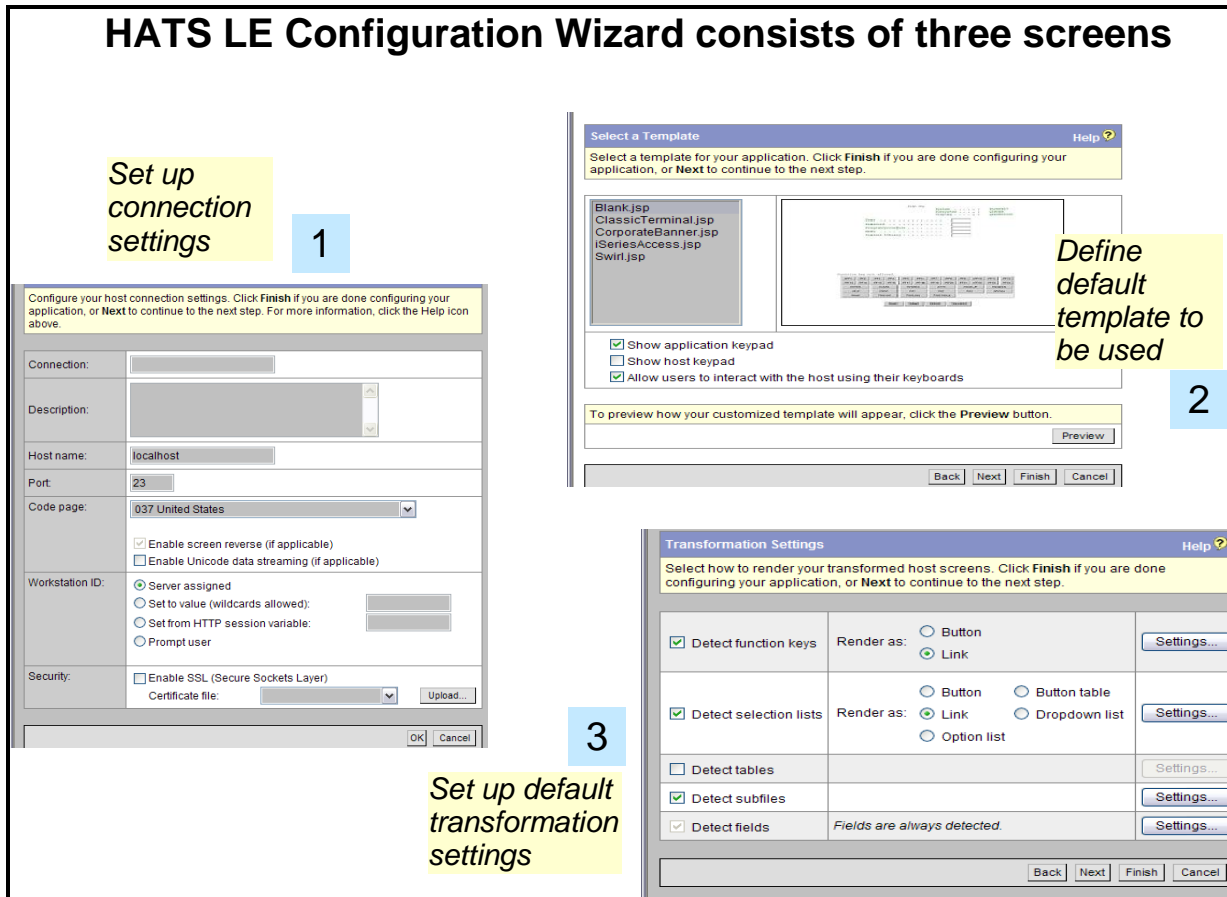 HATS LE Configuration Wizard consists of three screens
Set up
connection
settings
1
Configure your host connection settings. Click Finish if you are done configuring your
application, or Next to continue to the next step. For more information, click the Help icon
above.
Connection:
Description:
Host name:
localhost
Port:
23
Code page:
037 United States
Enable screen reverse (if applicable)
Enable Unicode data streaming (if applicable)
Workstation ID:
Server assigned
Set to value (wildcards allowed):
Set from HTTP session variable:
Prompt user
Security:
Enable SSL (Secure Sockets Layer)
Certificate file:
Upload...
OK Cancel
Select a Template Help ?
Select a template for your application. Click Finish if you are done configuring your
application, or Next to continue to the next step.
Blank.jsp
ClassicTerminal.jsp
CorporateBanner.jsp
iSeriesAccess.jsp
Swirl.jsp
Show application keypad
Show host keypad
Allow users to interact with the host using their keyboards
To preview how your customized template will appear, click the Preview button.
Preview
Back Next Finish Cancel
Define
default
template to
be used
2
3
Set up default
transformation
settings
Transformation Settings Help ?
Select how to render your transformed host screens. Click Finish if you are done
configuring your application, or Next to continue to the next step.
Detect function keys Render as: Button
Link
Settings...
Detect selection lists Render as: Button Button table
Link Dropdown list
Option list
Settings...
Detect tables Settings...
Detect subfiles Settings...
Detect fields Fields are always detected. Settings...
Back Next Finish Cancel